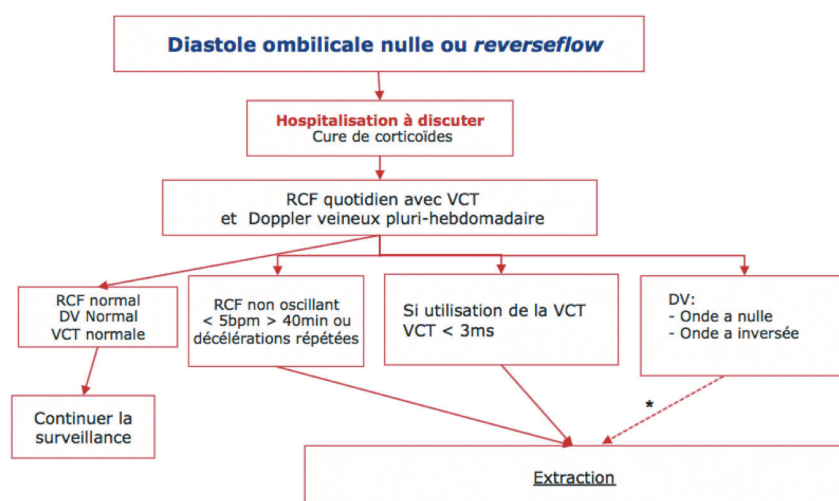 Diastole ombilicale nulle ou reverseflow
Hospitalisation à discuter
Cure de corticoïdes
RCF quotidien avec VCT
et Doppler veineux pluri-hebdomadaire
RCF normal
DV Normal
VCT normale
RCF non oscillant
< 5bpm > 40min ou
décélérations répétées
Si utilisation de la VCT
VCT < 3ms
DV:
- Onde a nulle
- Onde a inversée
Continuer la
surveillance
*
Extraction